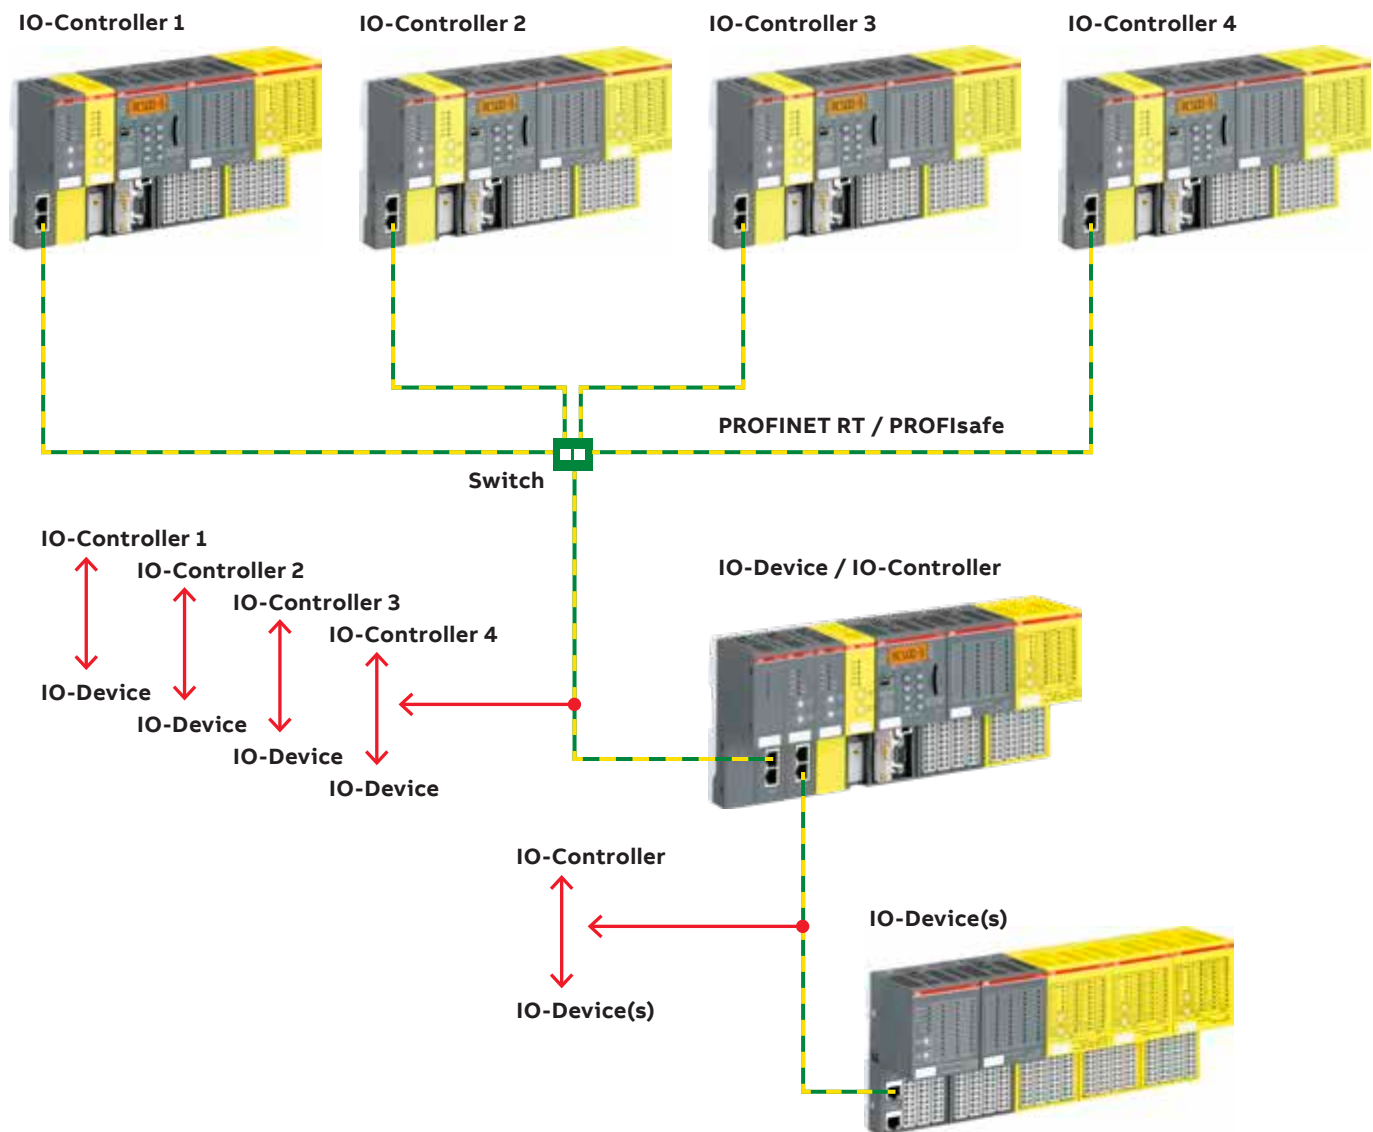 IO-Controller 1
IO-Controller 2
IO-Controller 3
IO-Controller 4
PROFINET RT / PROFIsafe
Switch
IO-Controller 1
IO-Controller 2
IO-Controller 3
IO-Controller 4
IO-Device
IO-Device
IO-Device
IO-Device
IO-Device / IO-Controller
IO-Controller
IO-Device(s)
IO-Device(s)